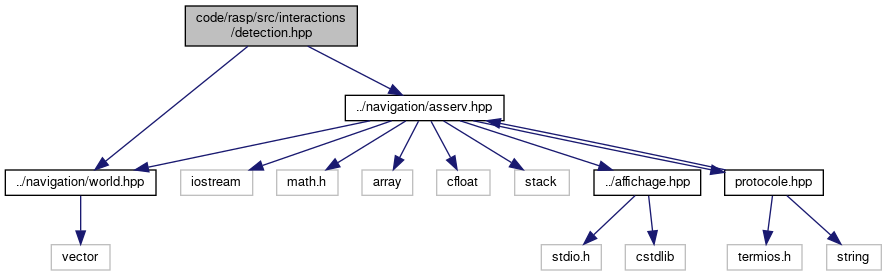 code/rasp/src/interactions
/detection.hpp
../navigation/asserv.hpp
../navigation/world.hpp
iostream
math.h
array
cfloat
stack
../affichage.hpp
protocole.hpp
vector
stdio.h
cstdlib
termios.h
string